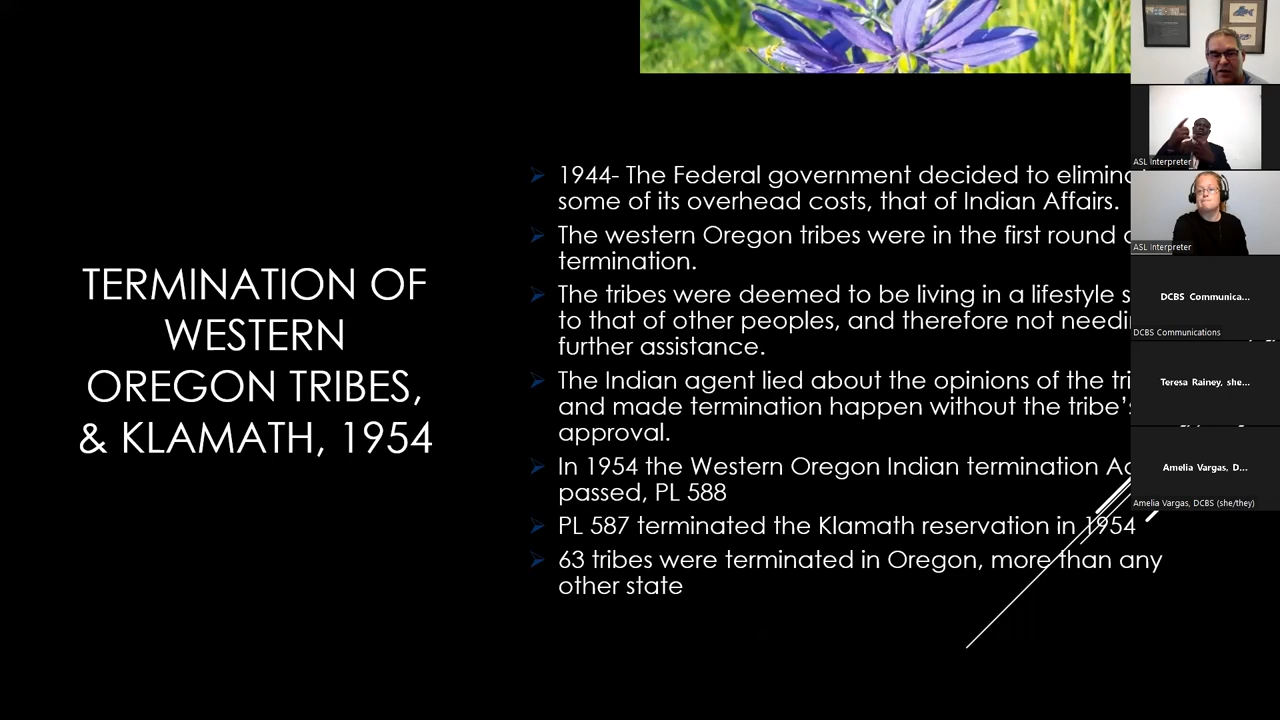 TERMINATION OF
WESTERN
OREGON TRIBES,
& KLAMATH, 1954
1944- The Federal government decided to elimina
some of its overhead costs, that of Indian Affairs.
The western Oregon tribes were in the first round
termination.
The tribes were deemed to be living in a lifestyle s
to that of other peoples, and therefore not needi
further assistance.
The Indian agent lied about the opinions of the tri
and made termination happen without the tribe's
approval.
In 1954 the Western Oregon Indian termination Ac
passed, PL 588
PL 587 terminated the Klamath reservation in 1954
63 tribes were terminated in Oregon, more than any
other state
ASL Interpreter
ASL Interpreter
DCBS Communica...
DCBS Communications
Teresa Rainey, she...
Amelia Vargas, D...
Amelia Vargas, DCBS (she/they)